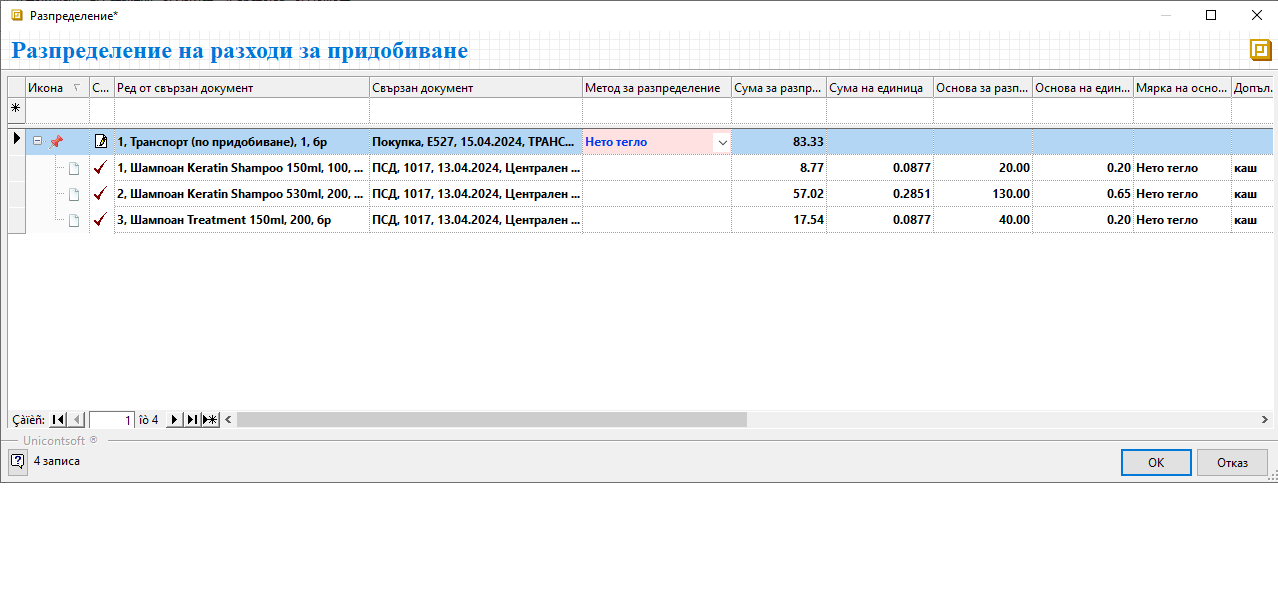 Разпределение*
Разпределение на разходи за придобиване
Икона С... Ред от свързан документ Свързан документ Метод за разпределение Сума за разпр... Сума на единица Основа за разп... Основа на един... Мярка на осно... Допъл.
1, Транспорт (по придобиване), 1, бр Покупка, E527, 15.04.2024, ТРАНС... Нето тегло 83.33
1, Шампоан Keratin Shampoo 150ml, 100, ... ПСД, 1017, 13.04.2024, Централен ... 8.77 0.0877 20.00 0.20 Нето тегло каш
2, Шампоан Keratin Shampoo 530ml, 200, ... ПСД, 1017, 13.04.2024, Централен ... 57.02 0.2851 130.00 0.65 Нето тегло каш
3, Шампоан Treatment 150ml, 200, бр ПСД, 1017, 13.04.2024, Централен ... 17.54 0.0877 40.00 0.20 Нето тегло каш
Çàïèñ: 1 îò 4
Unicontsoft ®
4 записа OK Отказ